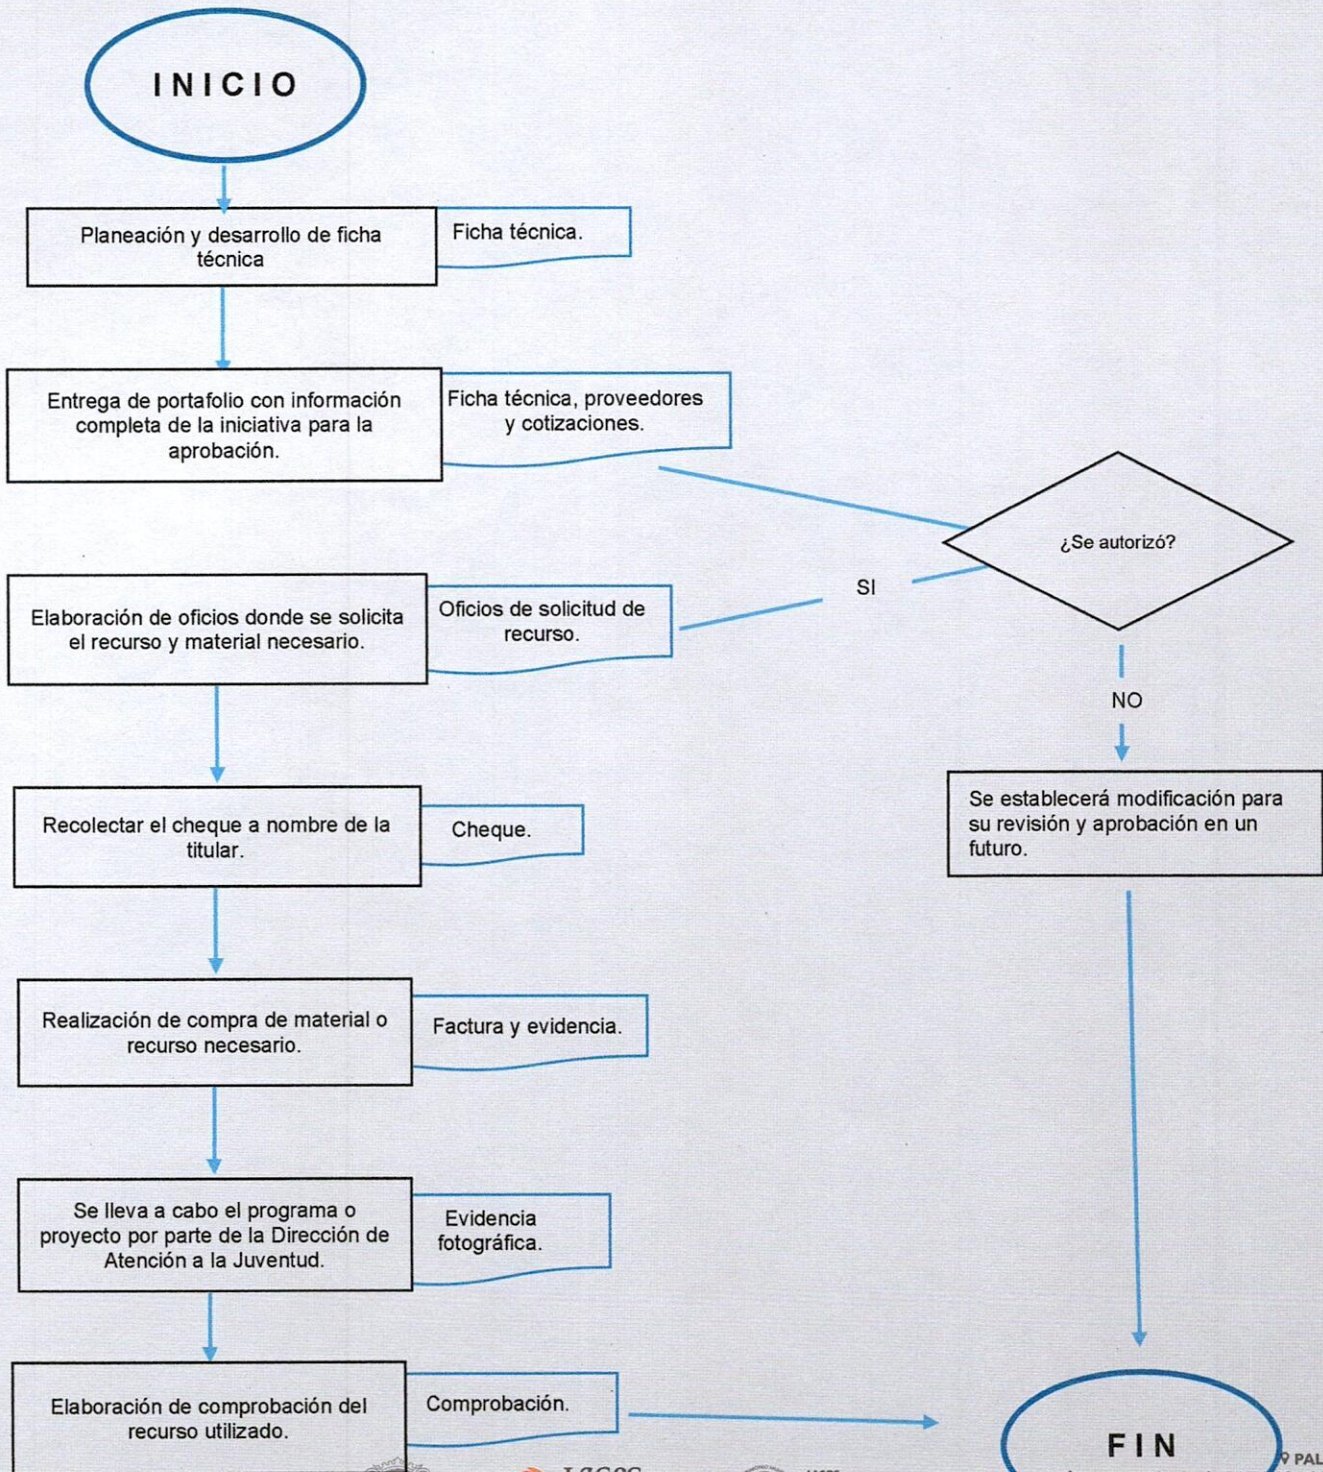 INICIO
Planeación y desarrollo de ficha
técnica
Ficha técnica.
Entrega de portafolio con información
completa de la iniciativa para la
aprobación.
Ficha técnica, proveedores
y cotizaciones.
¿Se autorizó?
SI
Elaboración de oficios donde se solicita
el recurso y material necesario.
Oficios de solicitud de
recurso.
NO
Recolectar el cheque a nombre de la
titular.
Cheque.
Se establecerá modificación para
su revisión y aprobación en un
futuro.
Realización de compra de material o
recurso necesario.
Factura y evidencia.
Se lleva a cabo el programa o
proyecto por parte de la Dirección de
Atención a la Juventud.
Evidencia
fotográfica.
Elaboración de comprobación del
recurso utilizado.
Comprobación.
FIN
PAL